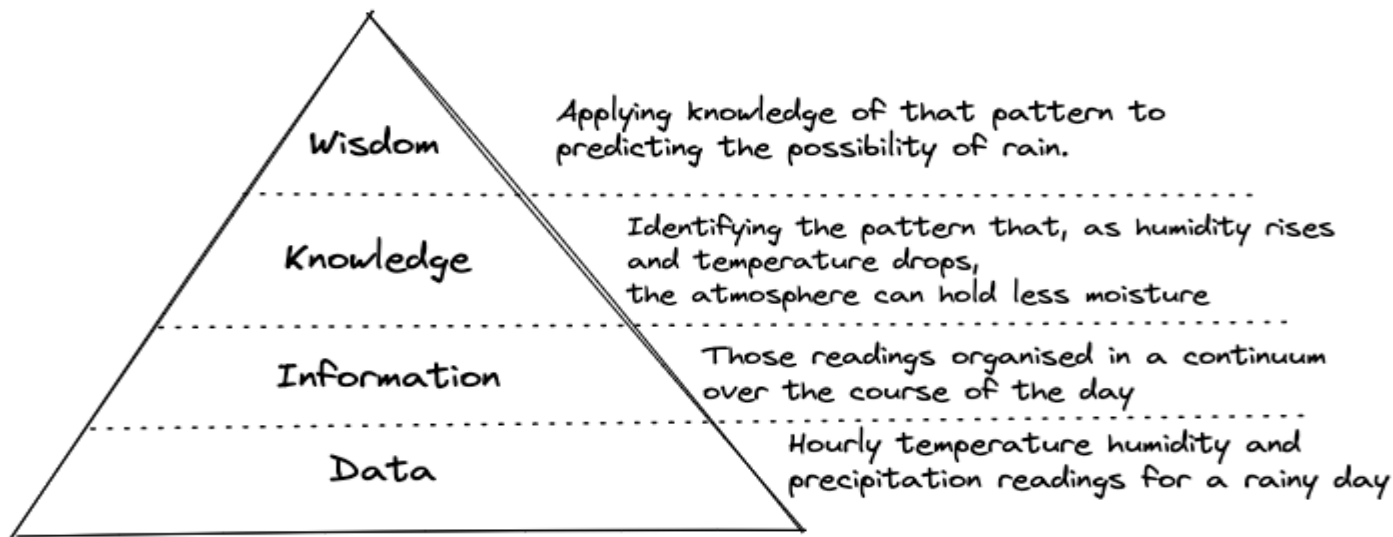 Wisdom
Applying knowledge of that pattern to
predicting the possibility of rain.
Knowledge
Identifying the pattern that, as humidity rises
and temperature drops,
the atmosphere can hold less moisture
Information
Those readings organised in a continuum
over the course of the day
Data
Hourly temperature humidity and
precipitation readings for a rainy day